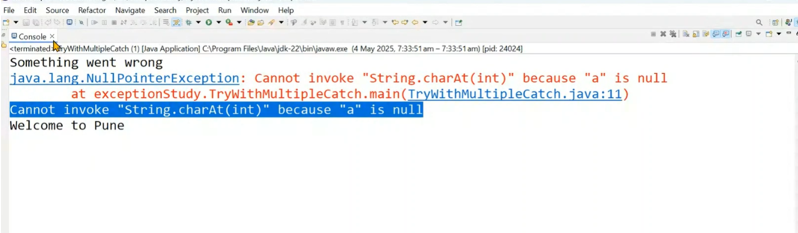 File Edit Source Refactor Navigate Search Project Run Window Help
Console
<terminated> TryWithMultipleCatch (1) [Java Application] C:\Program Files\Java\jdk-22\bin\javaw.exe (4 May 2025, 7:33:51 am – 7:33:51 am) [pid: 24024]
Something went wrong
java.lang.NullPointerException: Cannot invoke "String.charAt(int)" because "a" is null
at exceptionStudy.TryWithMultipleCatch.main(TryWithMultipleCatch.java:11)
Cannot invoke "String.charAt(int)" because "a" is null
Welcome to Pune